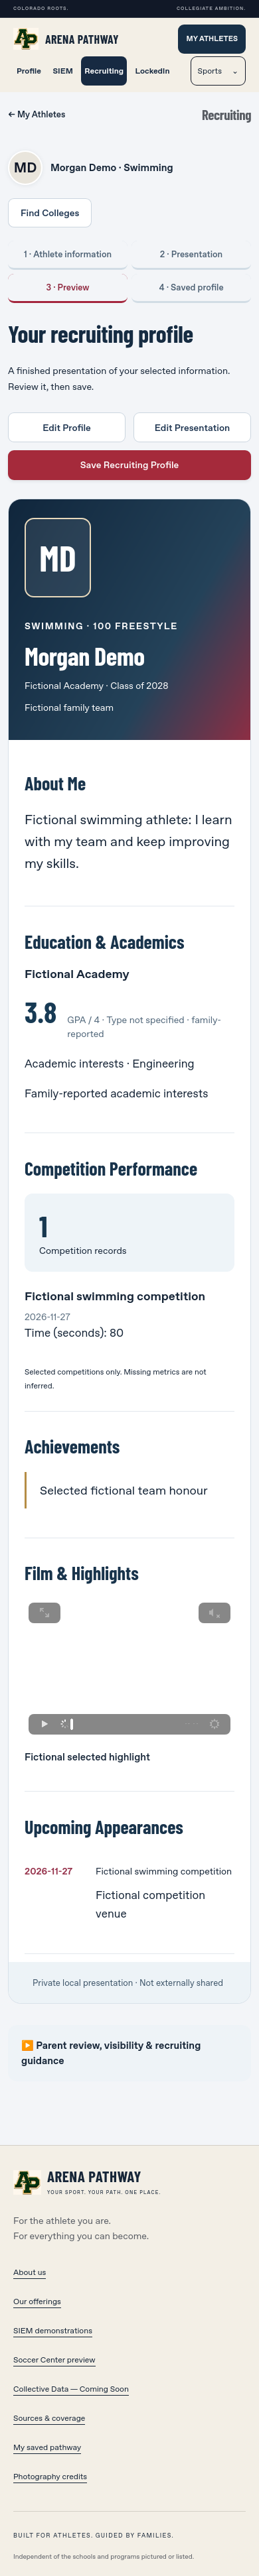 COLORADO ROOTS. COLLEGIATE AMBITION.
AP ARENA PATHWAY MY ATHLETES
Profile SIEM Recruiting LockedIn Sports
← My Athletes Recruiting
MD Morgan Demo · Swimming
Find Colleges
1 · Athlete information 2 · Presentation
3 · Preview 4 · Saved profile
Your recruiting profile
A finished presentation of your selected information.
Review it, then save.
Edit Profile Edit Presentation
Save Recruiting Profile
MD
SWIMMING · 100 FREESTYLE
Morgan Demo
Fictional Academy · Class of 2028
Fictional family team
About Me
Fictional swimming athlete: I learn
with my team and keep improving
my skills.
Education & Academics
Fictional Academy
3.8 GPA / 4 · Type not specified · family-
reported
Academic interests · Engineering
Family-reported academic interests
Competition Performance
1
Competition records
Fictional swimming competition
2026-11-27
Time (seconds): 80
Selected competitions only. Missing metrics are not
inferred.
Achievements
Selected fictional team honour
Film & Highlights
Fictional selected highlight
Upcoming Appearances
2026-11-27 Fictional swimming competition
Fictional competition
venue
Private local presentation · Not externally shared
Parent review, visibility & recruiting
guidance
AP ARENA PATHWAY
YOUR SPORT. YOUR PATH. ONE PLACE.
For the athlete you are.
For everything you can become.
About us
Our offerings
SIEM demonstrations
Soccer Center preview
Collective Data — Coming Soon
Sources & coverage
My saved pathway
Photography credits
BUILT FOR ATHLETES. GUIDED BY FAMILIES.
Independent of the schools and programs pictured or listed.